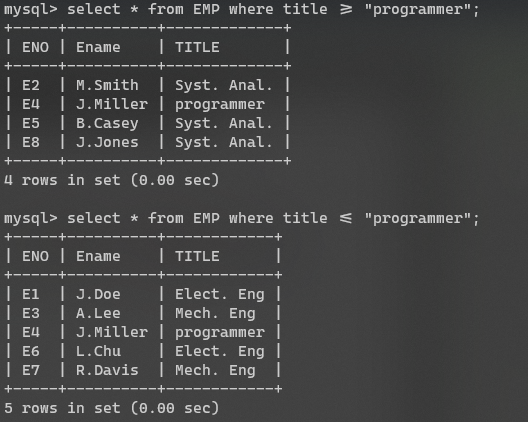 mysql> select * from EMP where title >= "programmer";
+-----+----------+-------------+
| ENO | Ename    | TITLE       |
+-----+----------+-------------+
| E2  | M.Smith  | Syst. Anal. |
| E4  | J.Miller | programmer  |
| E5  | B.Casey  | Syst. Anal. |
| E8  | J.Jones  | Syst. Anal. |
+-----+----------+-------------+
4 rows in set (0.00 sec)

mysql> select * from EMP where title <= "programmer";
+-----+----------+------------+
| ENO | Ename    | TITLE      |
+-----+----------+------------+
| E1  | J.Doe    | Elect. Eng |
| E3  | A.Lee    | Mech. Eng  |
| E4  | J.Miller | programmer |
| E6  | L.Chu    | Elect. Eng |
| E7  | R.Davis  | Mech. Eng  |
+-----+----------+------------+
5 rows in set (0.00 sec)